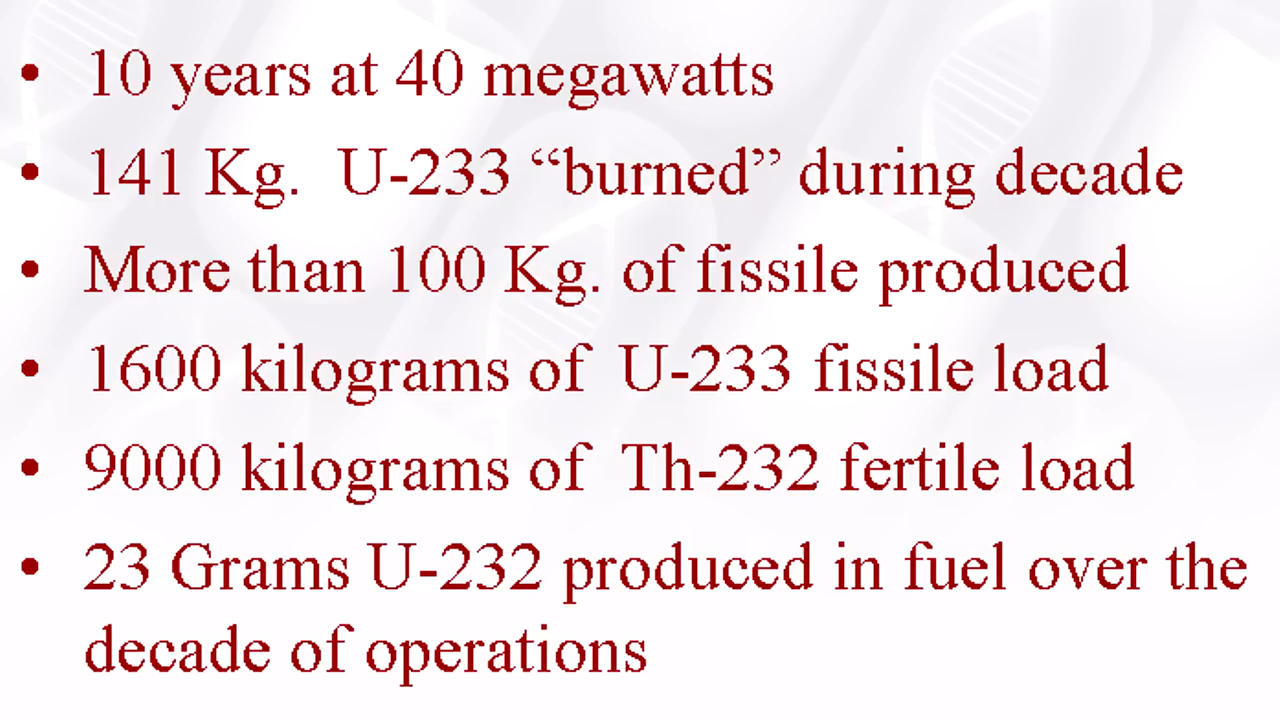 • 10 years at 40 megawatts
• 141 Kg.  U-233 “burned” during decade
• More than 100 Kg. of fissile produced
• 1600 kilograms of  U-233 fissile load
• 9000 kilograms of  Th-232 fertile load
• 23 Grams U-232 produced in fuel over the
decade of operations